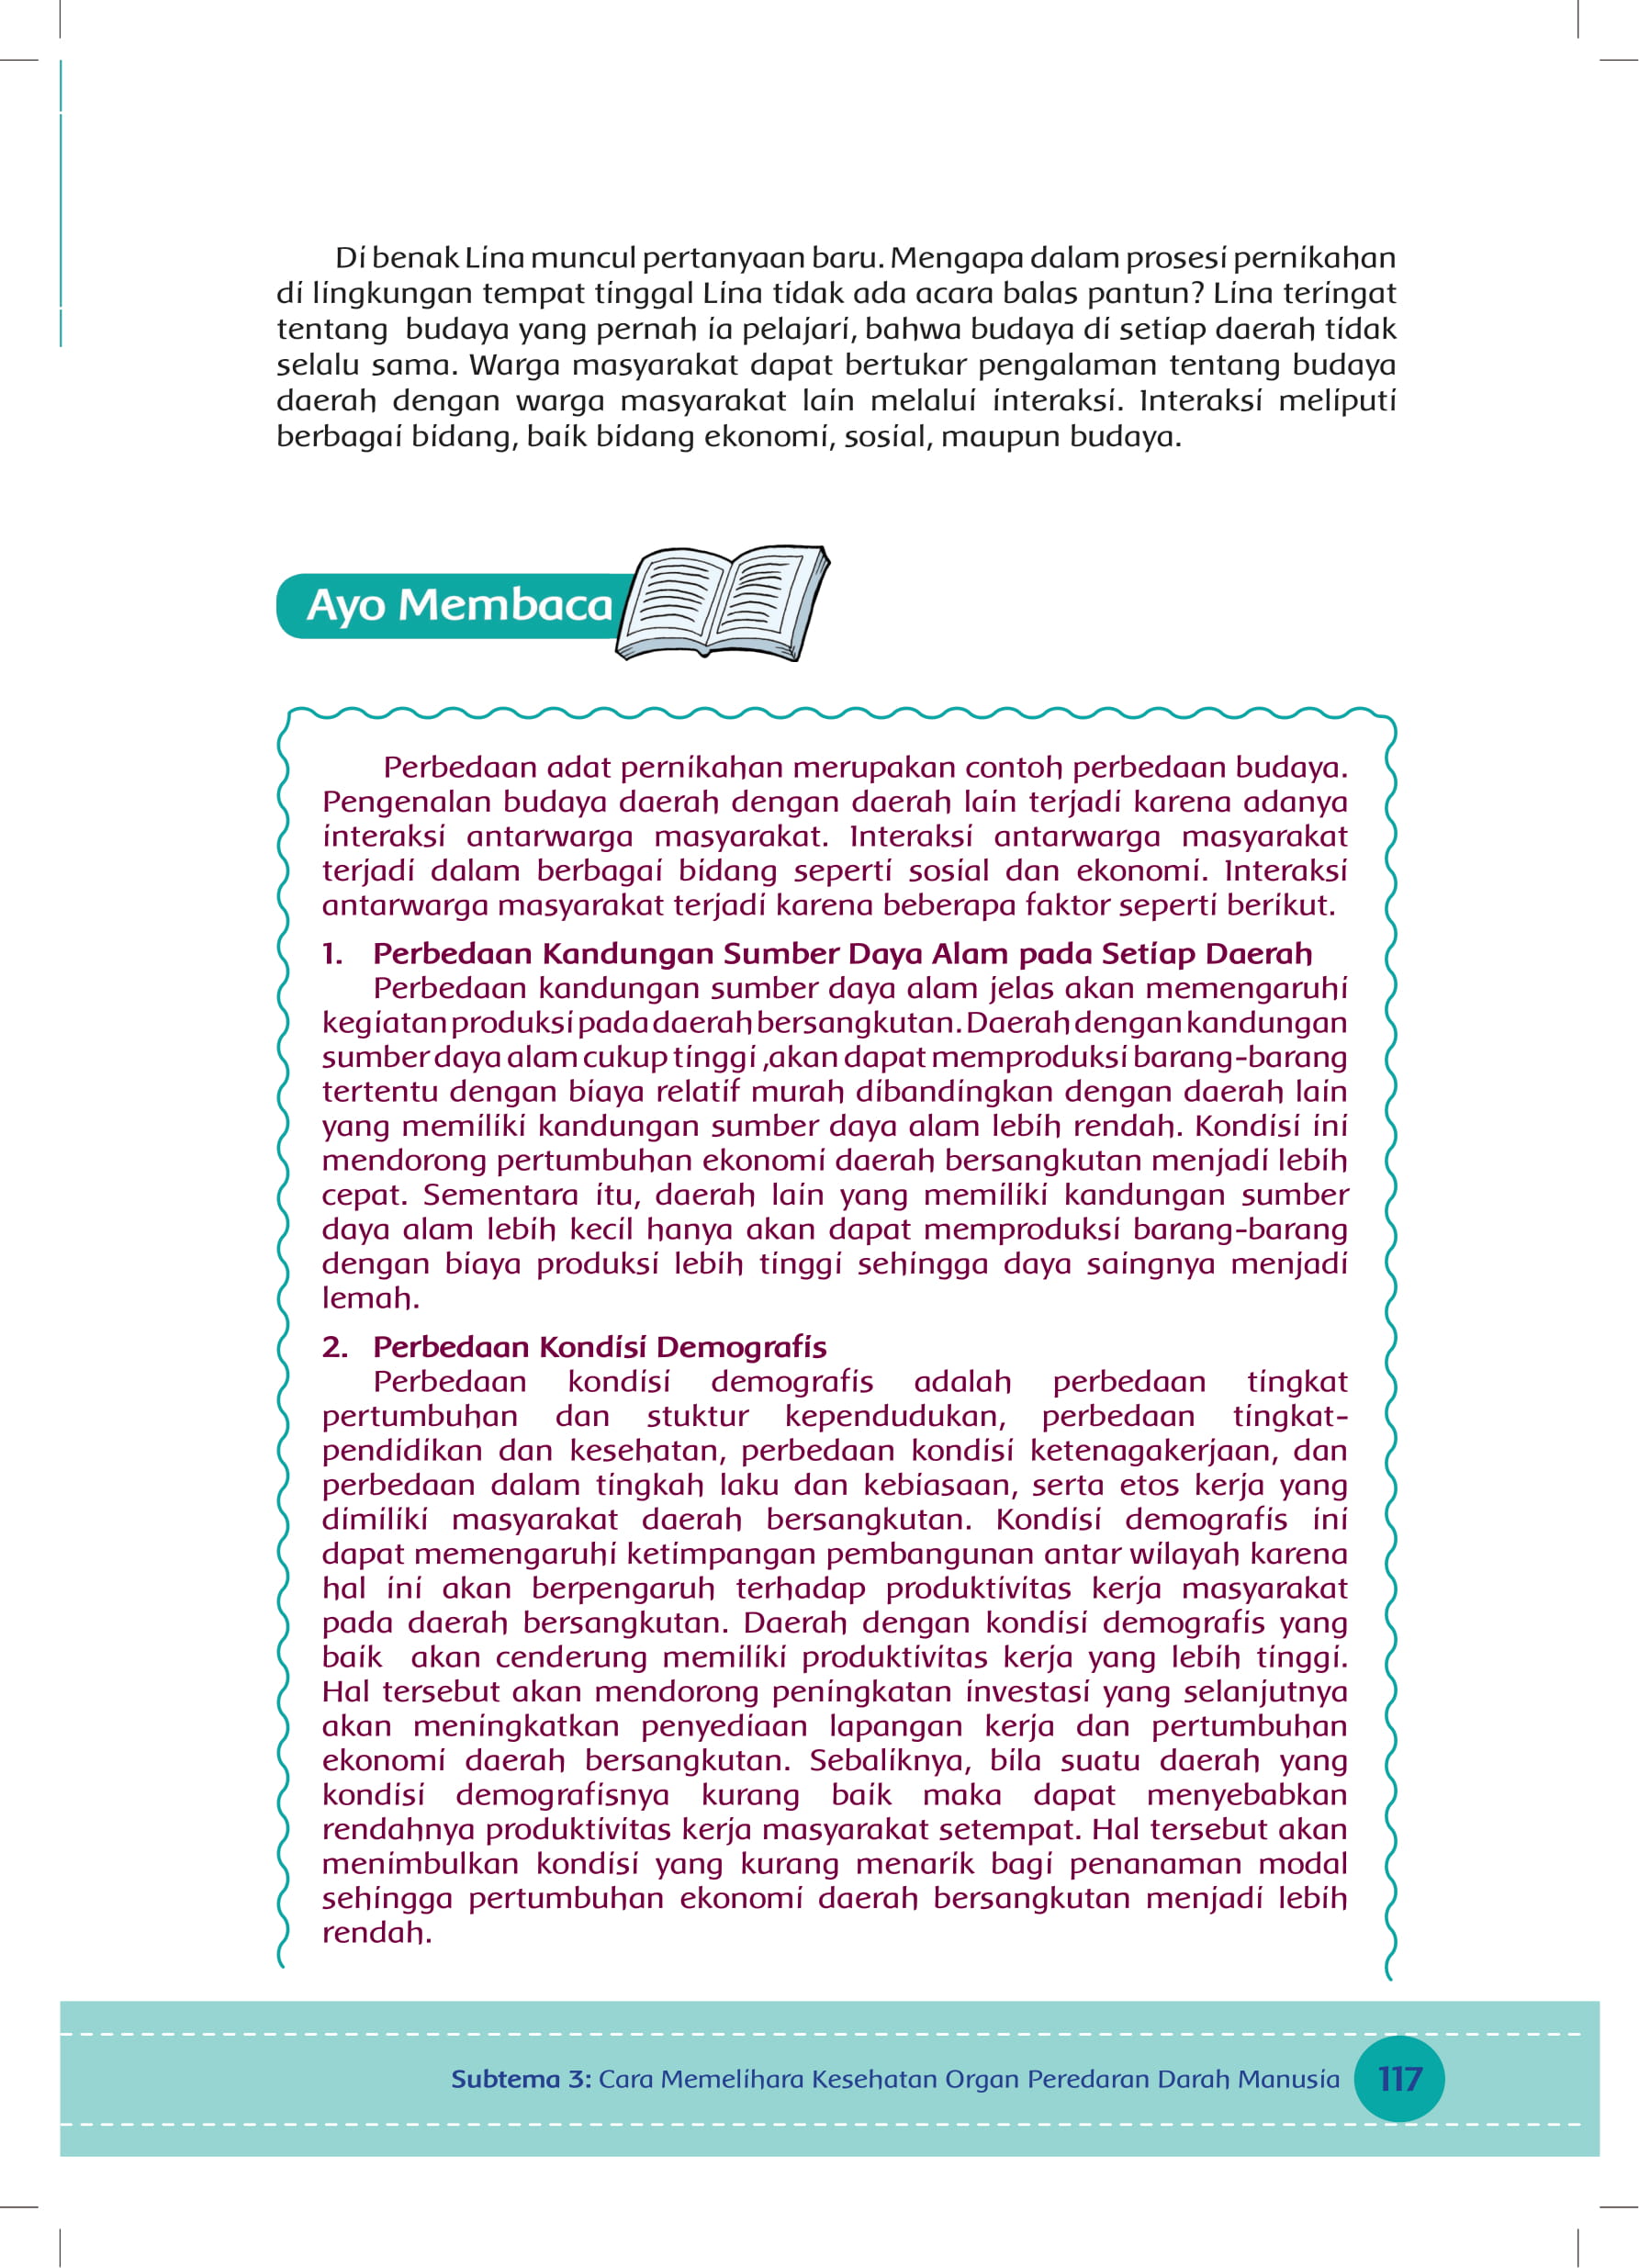 Di benak Lina muncul pertanyaan baru. Mengapa dalam prosesi pernikahan
di lingkungan tempat tinggal Lina tidak ada acara balas pantun? Lina teringat
tentang budaya yang pernah ia pelajari, bahwa budaya di setiap daerah tidak
selalu sama. Warga masyarakat dapat bertukar pengalaman tentang budaya
daerah dengan warga masyarakat lain melalui interaksi. Interaksi meliputi
berbagai bidang, baik bidang ekonomi, sosial, maupun budaya.
Ayo Membaca
Perbedaan adat pernikahan merupakan contoh perbedaan budaya.
Pengenalan budaya daerah dengan daerah lain terjadi karena adanya
interaksi antarwarga masyarakat. Interaksi antarwarga masyarakat
terjadi dalam berbagai bidang seperti sosial dan ekonomi. Interaksi
antarwarga masyarakat terjadi karena beberapa faktor seperti berikut.
1. Perbedaan Kandungan Sumber Daya Alam pada Setiap Daerah
Perbedaan kandungan sumber daya alam jelas akan memengaruhi
kegiatan produksi pada daerah bersangkutan. Daerah dengan kandungan
sumber daya alam cukup tinggi ,akan dapat memproduksi barang-barang
tertentu dengan biaya relatif murah dibandingkan dengan daerah lain
yang memiliki kandungan sumber daya alam lebih rendah. Kondisi ini
mendorong pertumbuhan ekonomi daerah bersangkutan menjadi lebih
cepat. Sementara itu, daerah lain yang memiliki kandungan sumber
daya alam lebih kecil hanya akan dapat memproduksi barang-barang
dengan biaya produksi lebih tinggi sehingga daya saingnya menjadi
lemah.
2. Perbedaan Kondisi Demografis
Perbedaan kondisi demografis adalah perbedaan tingkat
pertumbuhan dan stuktur kependudukan, perbedaan tingkat-
pendidikan dan kesehatan, perbedaan kondisi ketenagakerjaan, dan
perbedaan dalam tingkah laku dan kebiasaan, serta etos kerja yang
dimiliki masyarakat daerah bersangkutan. Kondisi demografis ini
dapat memengaruhi ketimpangan pembangunan antar wilayah karena
hal ini akan berpengaruh terhadap produktivitas kerja masyarakat
pada daerah bersangkutan. Daerah dengan kondisi demografis yang
baik akan cenderung memiliki produktivitas kerja yang lebih tinggi.
Hal tersebut akan mendorong peningkatan investasi yang selanjutnya
akan meningkatkan penyediaan lapangan kerja dan pertumbuhan
ekonomi daerah bersangkutan. Sebaliknya, bila suatu daerah yang
kondisi demografisnya kurang baik maka dapat menyebabkan
rendahnya produktivitas kerja masyarakat setempat. Hal tersebut akan
menimbulkan kondisi yang kurang menarik bagi penanaman modal
sehingga pertumbuhan ekonomi daerah bersangkutan menjadi lebih
rendah.
Subtema 3: Cara Memelihara Kesehatan Organ Peredaran Darah Manusia 117